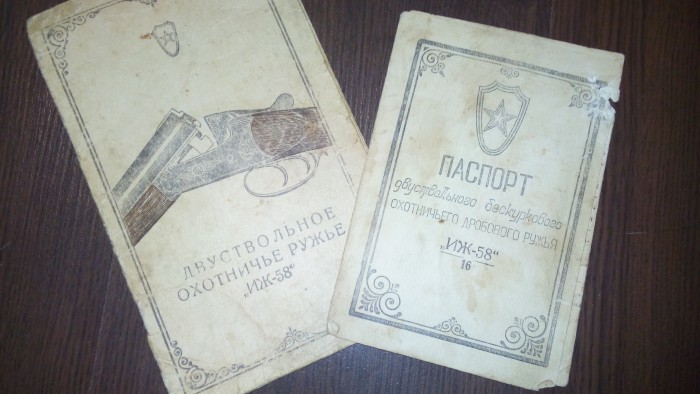 ДВУСТВОЛЬНОЕ
ОХОТНИЧЬЕ РУЖЬЕ
„ИЖ-58"
ПАСПОРТ
двуствольного бескуркового
ОХОТНИЧЬЕГО ДРОБОВОГО РУЖЬЯ
„ИЖ-58"
16